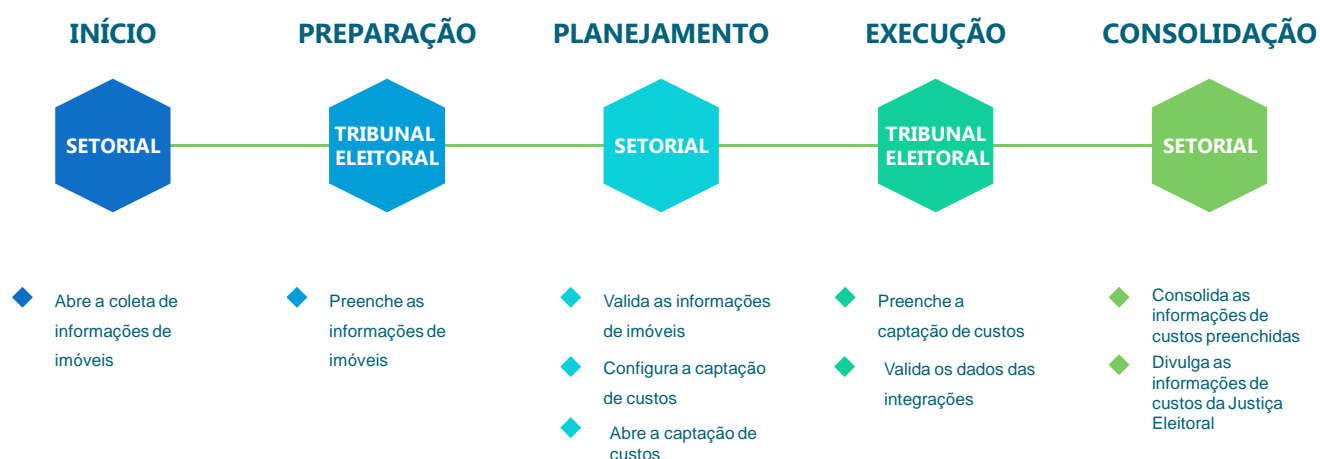 INÍCIO
PREPARAÇÃO
PLANEJAMENTO
EXECUÇÃO
CONSOLIDAÇÃO
SETORIAL
TRIBUNAL
ELEITORAL
SETORIAL
TRIBUNAL
ELEITORAL
SETORIAL
Abre a coleta de
informações de
imóveis
Preenche as
informações de
imóveis
Valida as informações
de imóveis
Configura a captação
de custos
Abre a captação de
custos
Preenche a
captação de custos
Valida os dados das
integrações
Consolida as
informações de
custos preenchidas
Divulga as
informações de
custos da Justiça
Eleitoral